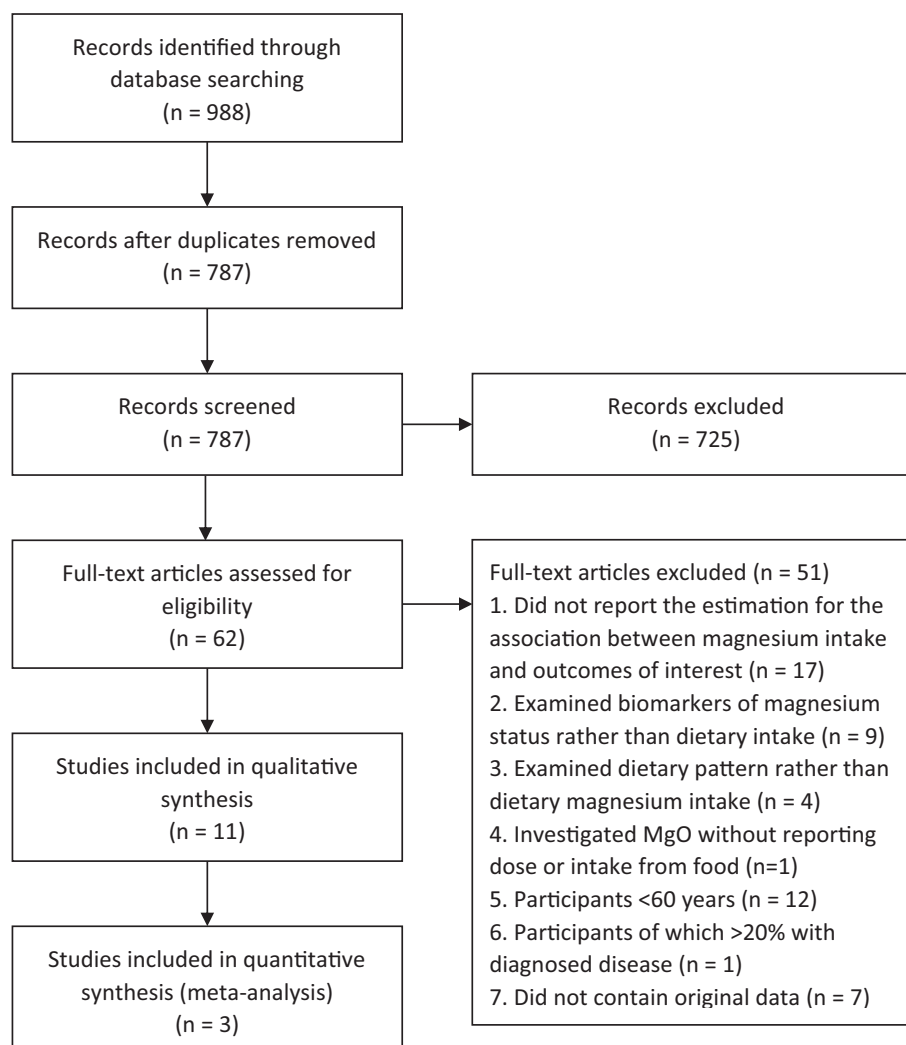 Records identified through
database searching
(n = 988)
Records after duplicates removed
(n = 787)
Records screened
(n = 787)
Records excluded
(n = 725)
Full-text articles assessed for
eligibility
(n = 62)
Full-text articles excluded (n = 51)
1. Did not report the estimation for the
association between magnesium intake
and outcomes of interest (n = 17)
2. Examined biomarkers of magnesium
status rather than dietary intake (n = 9)
3. Examined dietary pattern rather than
dietary magnesium intake (n = 4)
4. Investigated MgO without reporting
dose or intake from food (n=1)
5. Participants <60 years (n = 12)
6. Participants of which >20% with
diagnosed disease (n = 1)
7. Did not contain original data (n = 7)
Studies included in qualitative
synthesis
(n = 11)
Studies included in quantitative
synthesis (meta-analysis)
(n = 3)